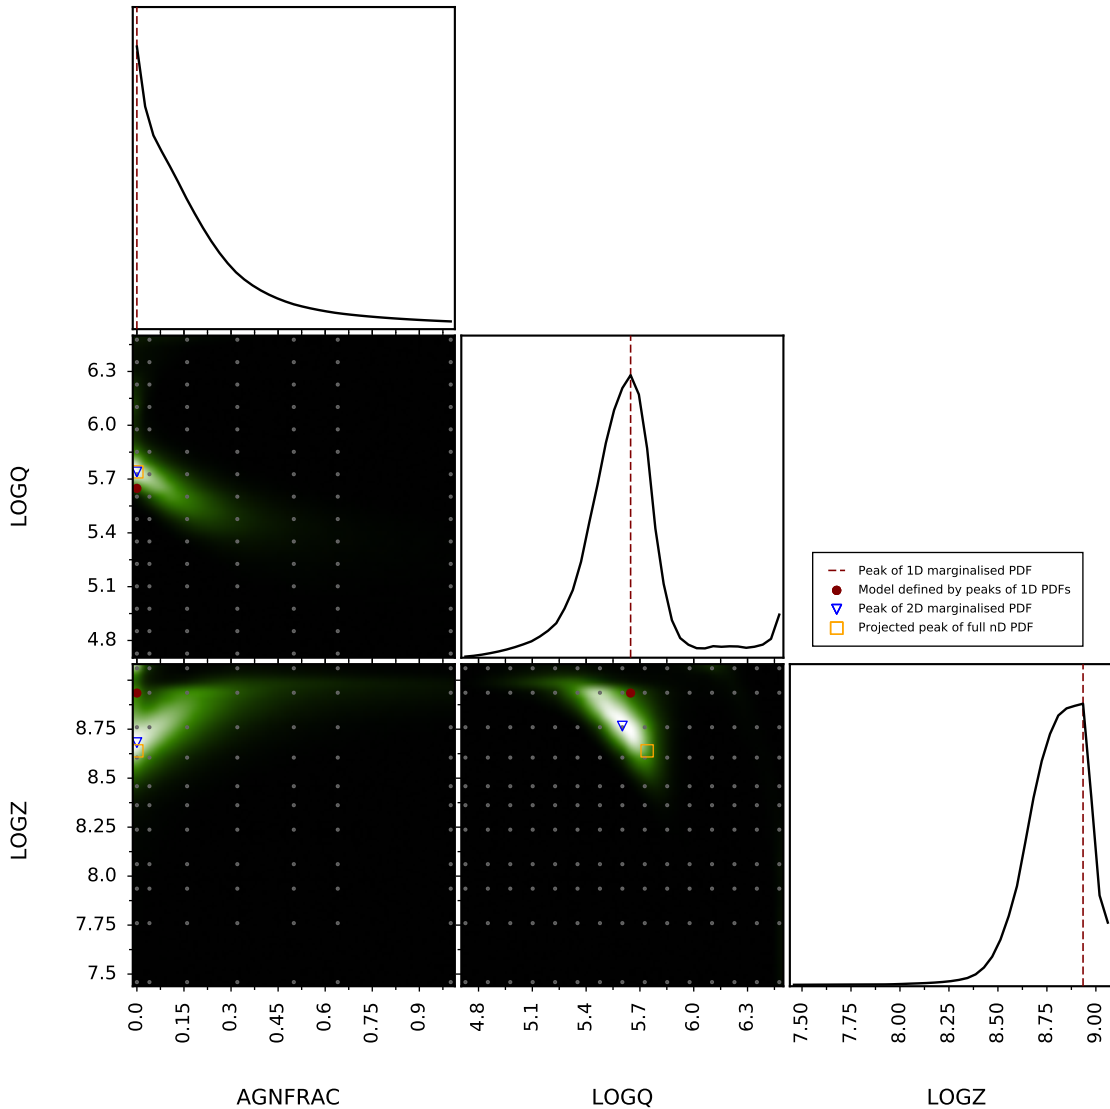 6.3
6.0
5.7
5.4
5.1
4.8
LOGQ
Peak of 1D marginalised PDF
Model defined by peaks of 1D PDFs
Peak of 2D marginalised PDF
Projected peak of full nD PDF
8.75
8.5
8.25
8.0
7.75
7.5
LOGZ
0.0 0.15 0.3 0.45 0.6 0.75 0.9
4.8 5.1 5.4 5.7 6.0 6.3
7.50 7.75 8.00 8.25 8.50 8.75 9.00
AGNFRAC LOGQ LOGZ